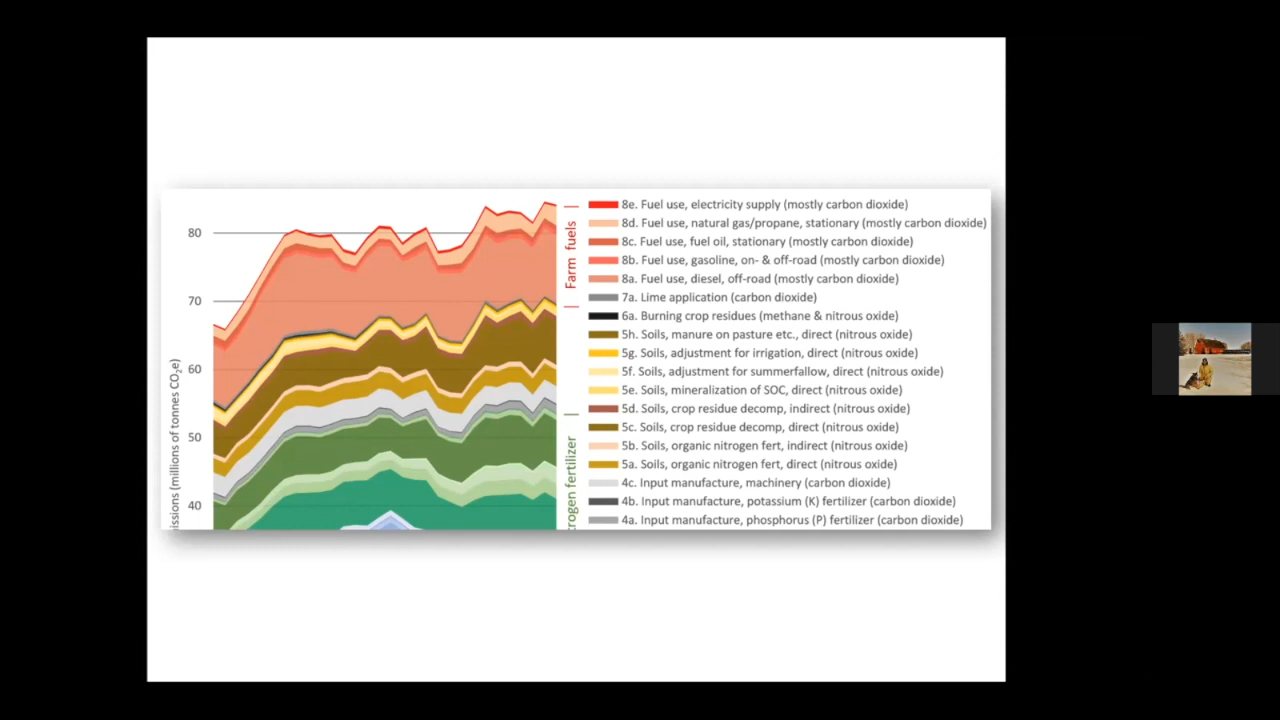 80
70
60
50
40
issions (millions of tonnes CO2e)
Farm fuels
rogen fertilizer
8e. Fuel use, electricity supply (mostly carbon dioxide)
8d. Fuel use, natural gas/propane, stationary (mostly carbon dioxide)
8c. Fuel use, fuel oil, stationary (mostly carbon dioxide)
8b. Fuel use, gasoline, on- & off-road (mostly carbon dioxide)
8a. Fuel use, diesel, off-road (mostly carbon dioxide)
7a. Lime application (carbon dioxide)
6a. Burning crop residues (methane & nitrous oxide)
5h. Soils, manure on pasture etc., direct (nitrous oxide)
5g. Soils, adjustment for irrigation, direct (nitrous oxide)
5f. Soils, adjustment for summerfallow, direct (nitrous oxide)
5e. Soils, mineralization of SOC, direct (nitrous oxide)
5d. Soils, crop residue decomp, indirect (nitrous oxide)
5c. Soils, crop residue decomp, direct (nitrous oxide)
5b. Soils, organic nitrogen fert, indirect (nitrous oxide)
5a. Soils, organic nitrogen fert, direct (nitrous oxide)
4c. Input manufacture, machinery (carbon dioxide)
4b. Input manufacture, potassium (K) fertilizer (carbon dioxide)
4a. Input manufacture, phosphorus (P) fertilizer (carbon dioxide)